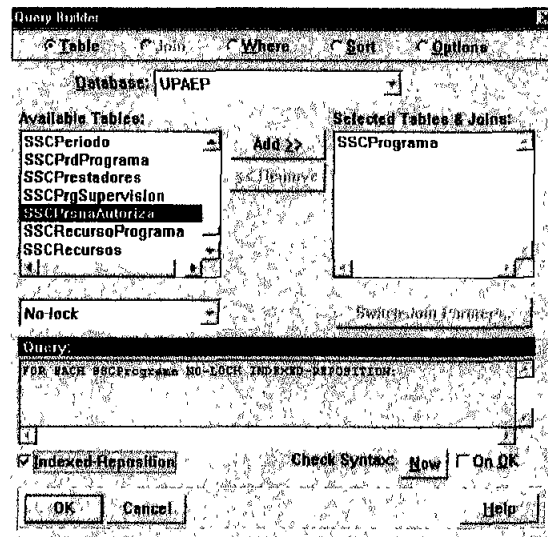 Query Builder
Table Join Where Sort Options
Database: UPAEP
Available Tables:
Selected Tables & Joins:
SSCPeriodo
SSCPrdPrograma
SSCPrestadores
SSCPrgSupervision
SSCPrsnaAutoriza
SSCRecursoPrograma
SSCRecursos
Add >>
<< Remove
SSCPrograma
No-lock
Switch Join Partners...
Query:
FOR EACH SSCPrograma NO-LOCK INDEXED-REPOSITION:
Indexed-Reposition
Check Syntax: Now On OK
OK Cancel Help